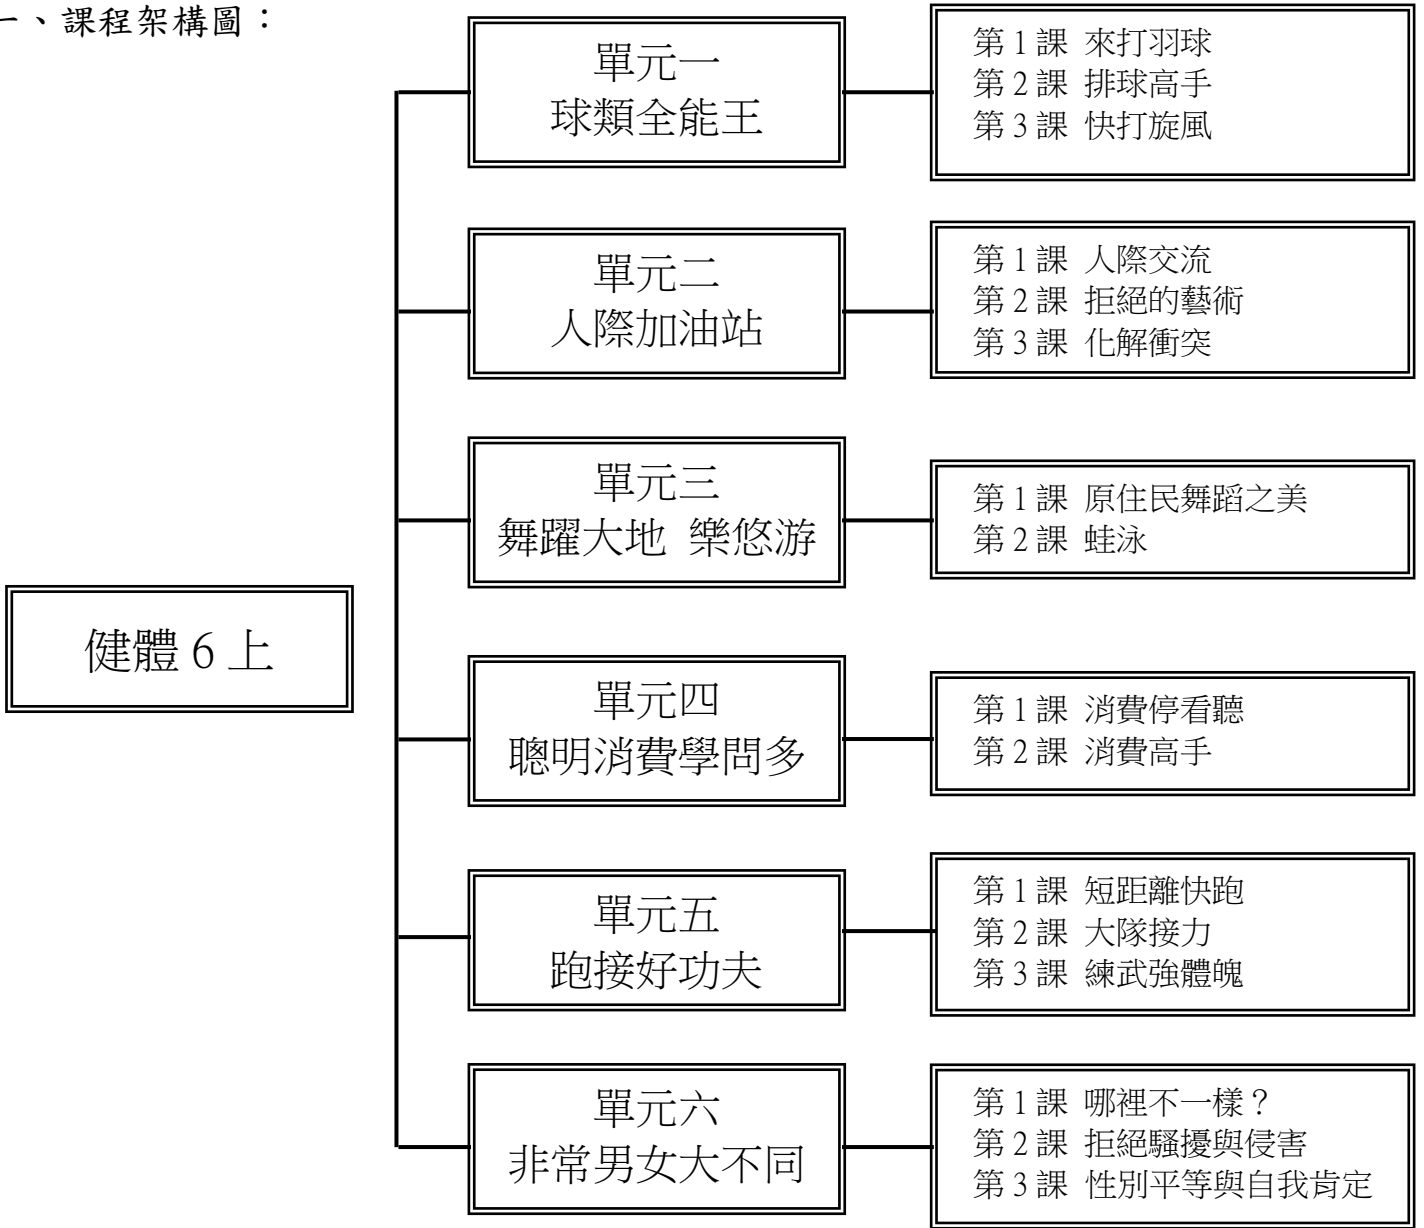 一、課程架構圖：
單元一
球類全能王
第1課 來打羽球
第2課 排球高手
第3課 快打旋風
單元二
人際加油站
第1課 人際交流
第2課 拒絕的藝術
第3課 化解衝突
單元三
舞躍大地 樂悠游
第1課 原住民舞蹈之美
第2課 蛙泳
健體6上
單元四
聰明消費學問多
第1課 消費停看聽
第2課 消費高手
單元五
跑接好功夫
第1課 短距離快跑
第2課 大隊接力
第3課 練武強體魄
單元六
非常男女大不同
第1課 哪裡不一樣？
第2課 拒絕騷擾與侵害
第3課 性別平等與自我肯定